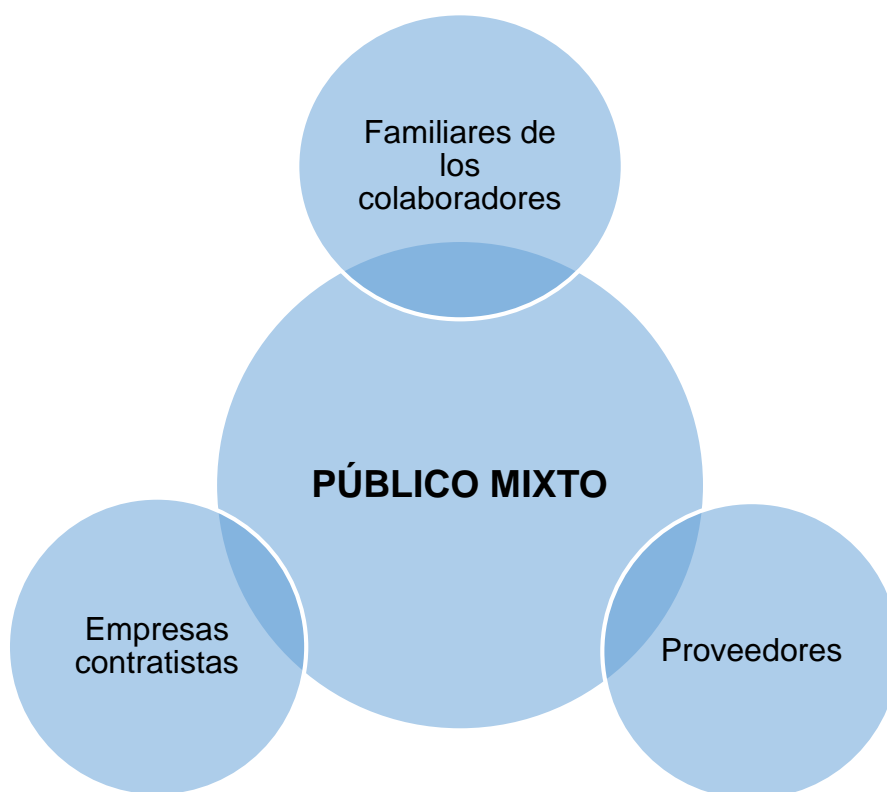 Familiares de
los
colaboradores
PÚBLICO MIXTO
Empresas
contratistas
Proveedores